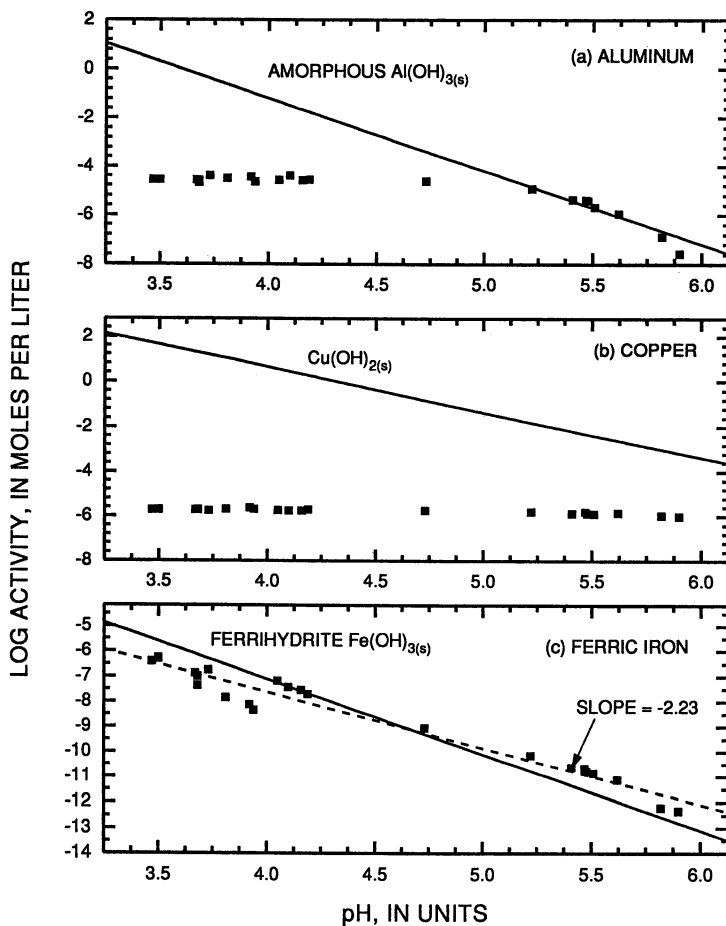 2
0
-2
-4
-6
-8
AMORPHOUS Al(OH)3(s)
(a) ALUMINUM
3.5 4.0 4.5 5.0 5.5 6.0
2
0
-2
-4
-6
-8
Cu(OH)2(s)
(b) COPPER
3.5 4.0 4.5 5.0 5.5 6.0
-5
-6
-7
-8
-9
-10
-11
-12
-13
-14
FERRIHYDRITE Fe(OH)3(s)
(c) FERRIC IRON
SLOPE = -2.23
3.5 4.0 4.5 5.0 5.5 6.0
LOG ACTIVITY, IN MOLES PER LITER
pH, IN UNITS